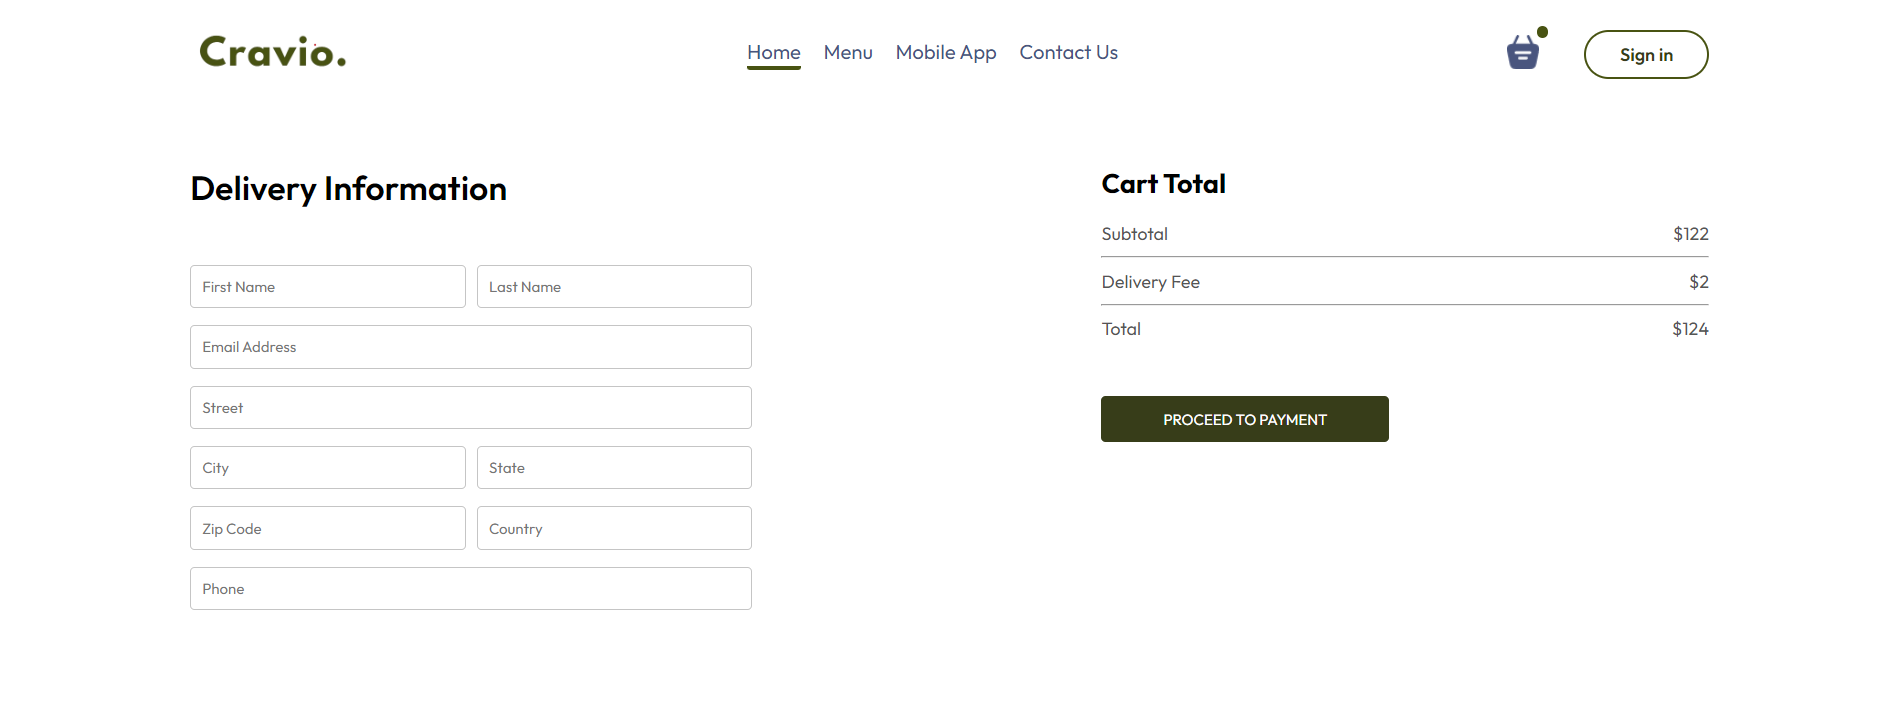 Cravio.
Home Menu Mobile App Contact Us
Sign in
Delivery Information
First Name Last Name
Email Address
Street
City State
Zip Code Country
Phone
Cart Total
Subtotal $122
Delivery Fee $2
Total $124
PROCEED TO PAYMENT